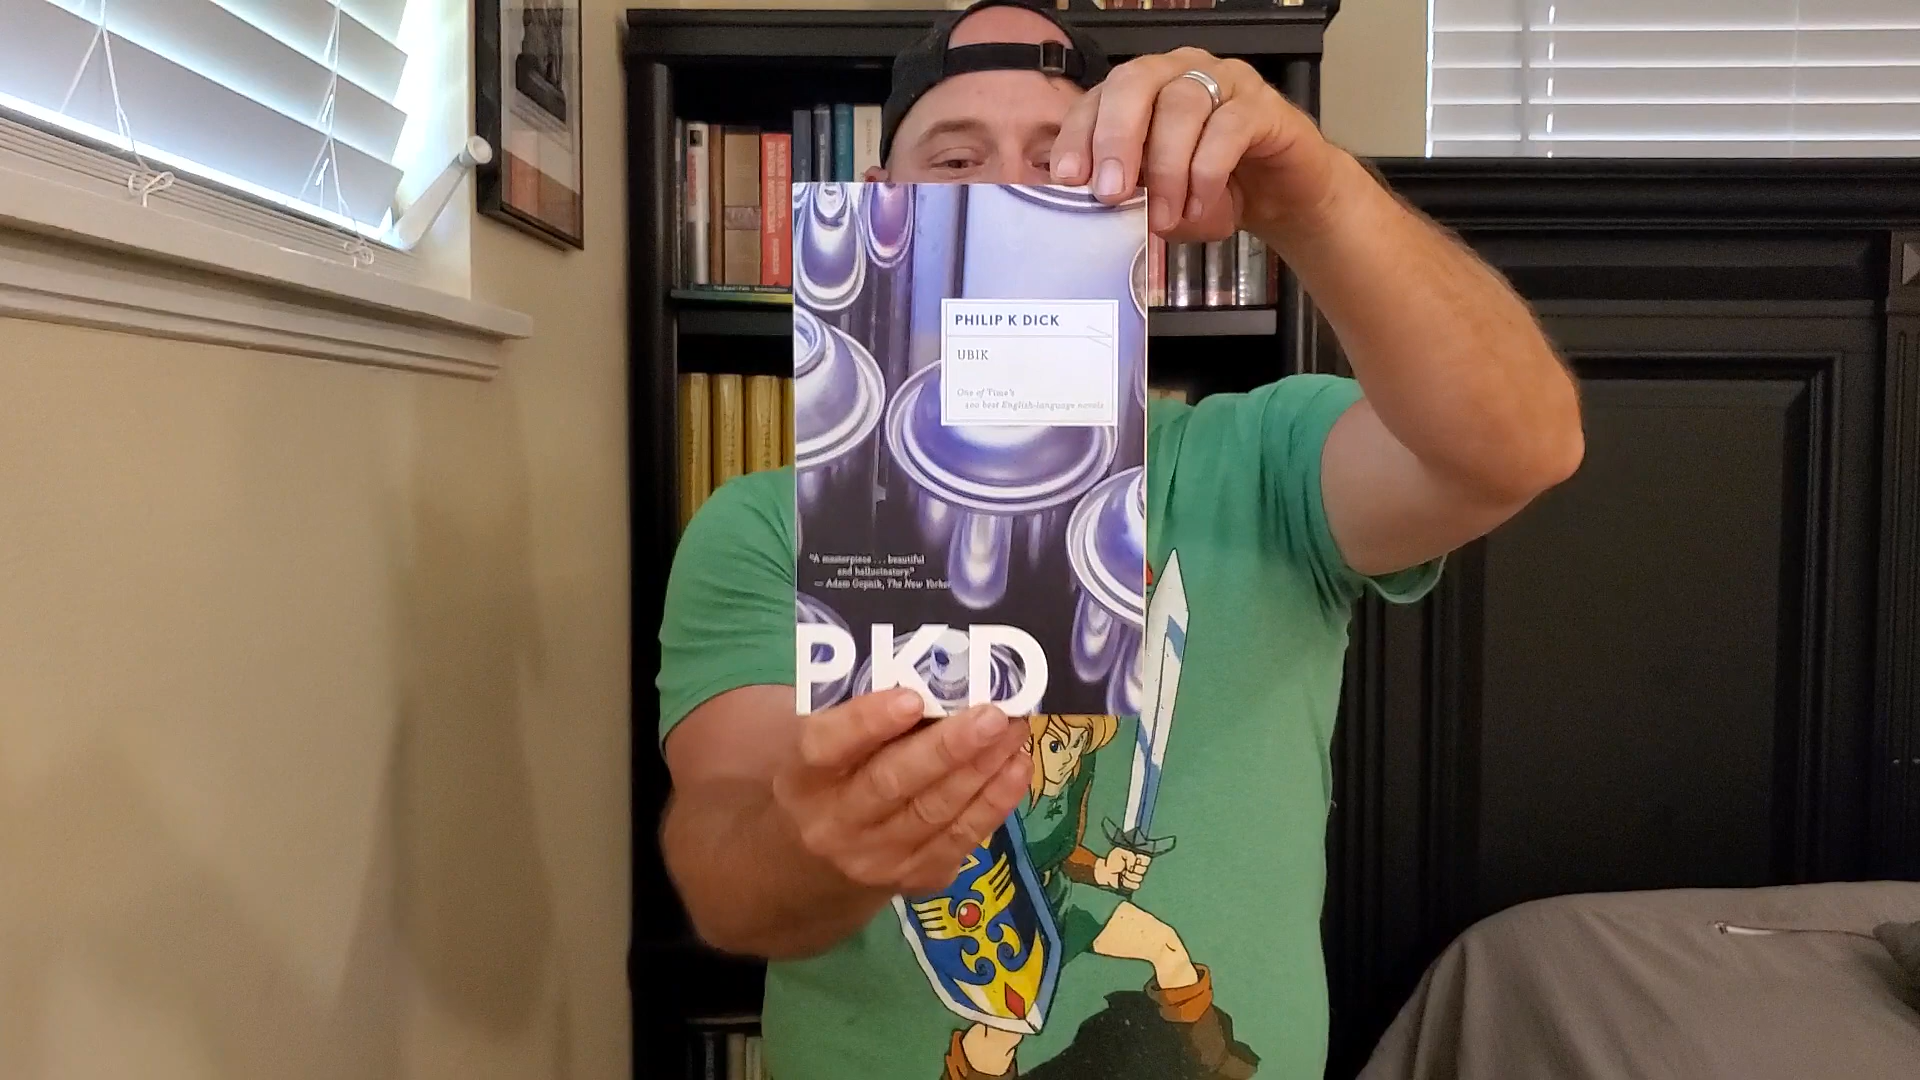 PHILIP K DICK
UBIK
One of Time's
100 best English-language novels
"A masterpiece . . . beautiful
and hallucinatory."
— Adam Gopnik, The New Yorker
PKD